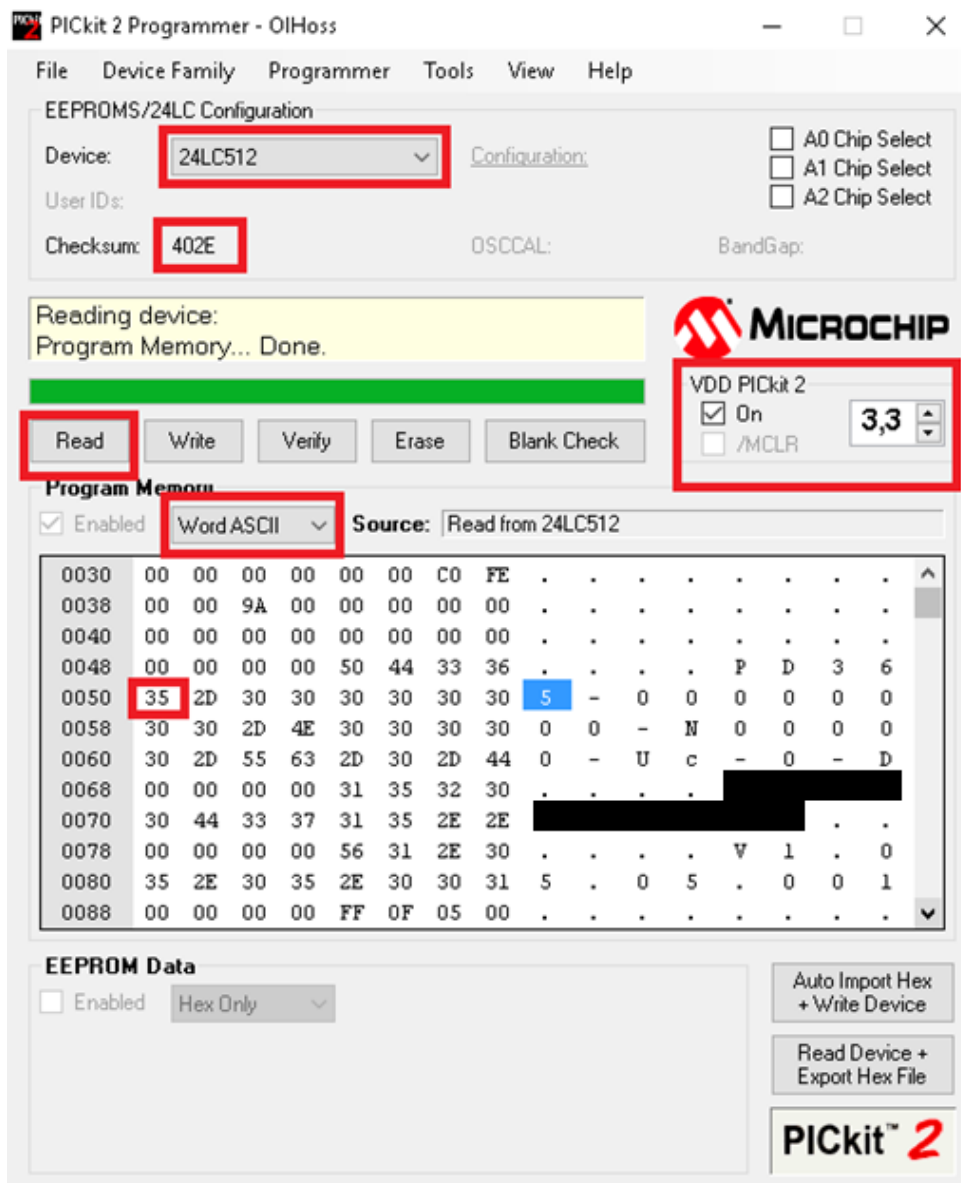 PICkit 2 Programmer - OlHoss
File Device Family Programmer Tools View Help
EEPROMS/24LC Configuration
Device: 24LC512 Configuration: A0 Chip Select
A1 Chip Select
User IDs: A2 Chip Select
Checksum: 402E OSCCAL: BandGap:
Reading device:
Program Memory... Done.
MICROCHIP
VDD PICkit 2
On 3,3
/MCLR
Read Write Verify Erase Blank Check
Program Memory
Enabled Word ASCII Source: Read from 24LC512
0030 00 00 00 00 00 00 C0 FE . . . . . . . .
0038 00 00 9A 00 00 00 00 00 . . . . . . . .
0040 00 00 00 00 00 00 00 00 . . . . . . . .
0048 00 00 00 00 50 44 33 36 . . . . P D 3 6
0050 35 2D 30 30 30 30 30 30 5 - 0 0 0 0 0 0
0058 30 30 2D 4E 30 30 30 30 0 0 - N 0 0 0 0
0060 30 2D 55 63 2D 30 2D 44 0 - U c - 0 - D
0068 00 00 00 00 31 35 32 30 . . . .
0070 30 44 33 37 31 35 2E 2E . .
0078 00 00 00 00 56 31 2E 30 . . . . V 1 . 0
0080 35 2E 30 35 2E 30 30 31 5 . 0 5 . 0 0 1
0088 00 00 00 00 FF 0F 05 00 . . . . . . . .
EEPROM Data
Enabled Hex Only
Auto Import Hex
+ Write Device
Read Device +
Export Hex File
PICkit™ 2